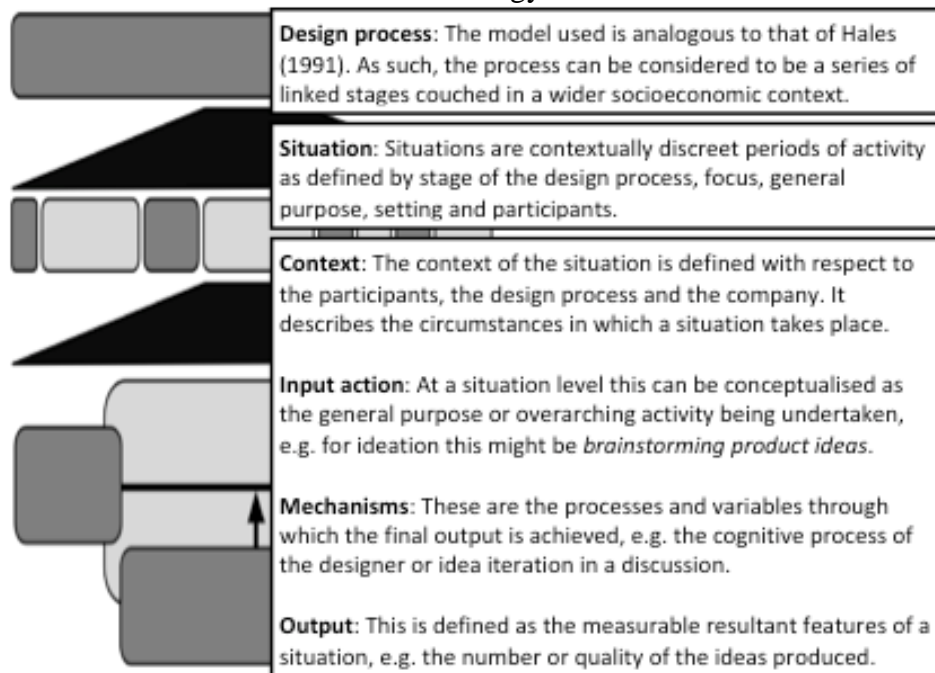 Design process: The model used is analogous to that of Hales
(1991). As such, the process can be considered to be a series of
linked stages couched in a wider socioeconomic context.
Situation: Situations are contextually discreet periods of activity
as defined by stage of the design process, focus, general
purpose, setting and participants.
Context: The context of the situation is defined with respect to
the participants, the design process and the company. It
describes the circumstances in which a situation takes place.
Input action: At a situation level this can be conceptualised as
the general purpose or overarching activity being undertaken,
e.g. for ideation this might be brainstorming product ideas.
Mechanisms: These are the processes and variables through
which the final output is achieved, e.g. the cognitive process of
the designer or idea iteration in a discussion.
Output: This is defined as the measurable resultant features of a
situation, e.g. the number or quality of the ideas produced.